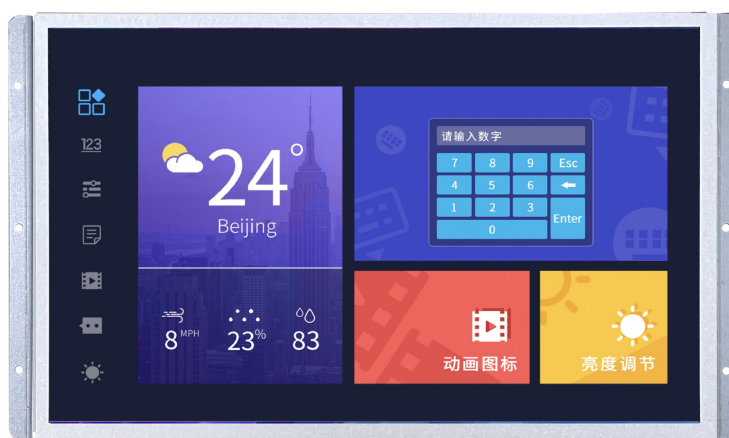 123
24°
Beijing
8 MPH
23%
83
请输入数字
7 8 9 Esc
4 5 6
1 2 3 Enter
0
动画图标
亮度调节